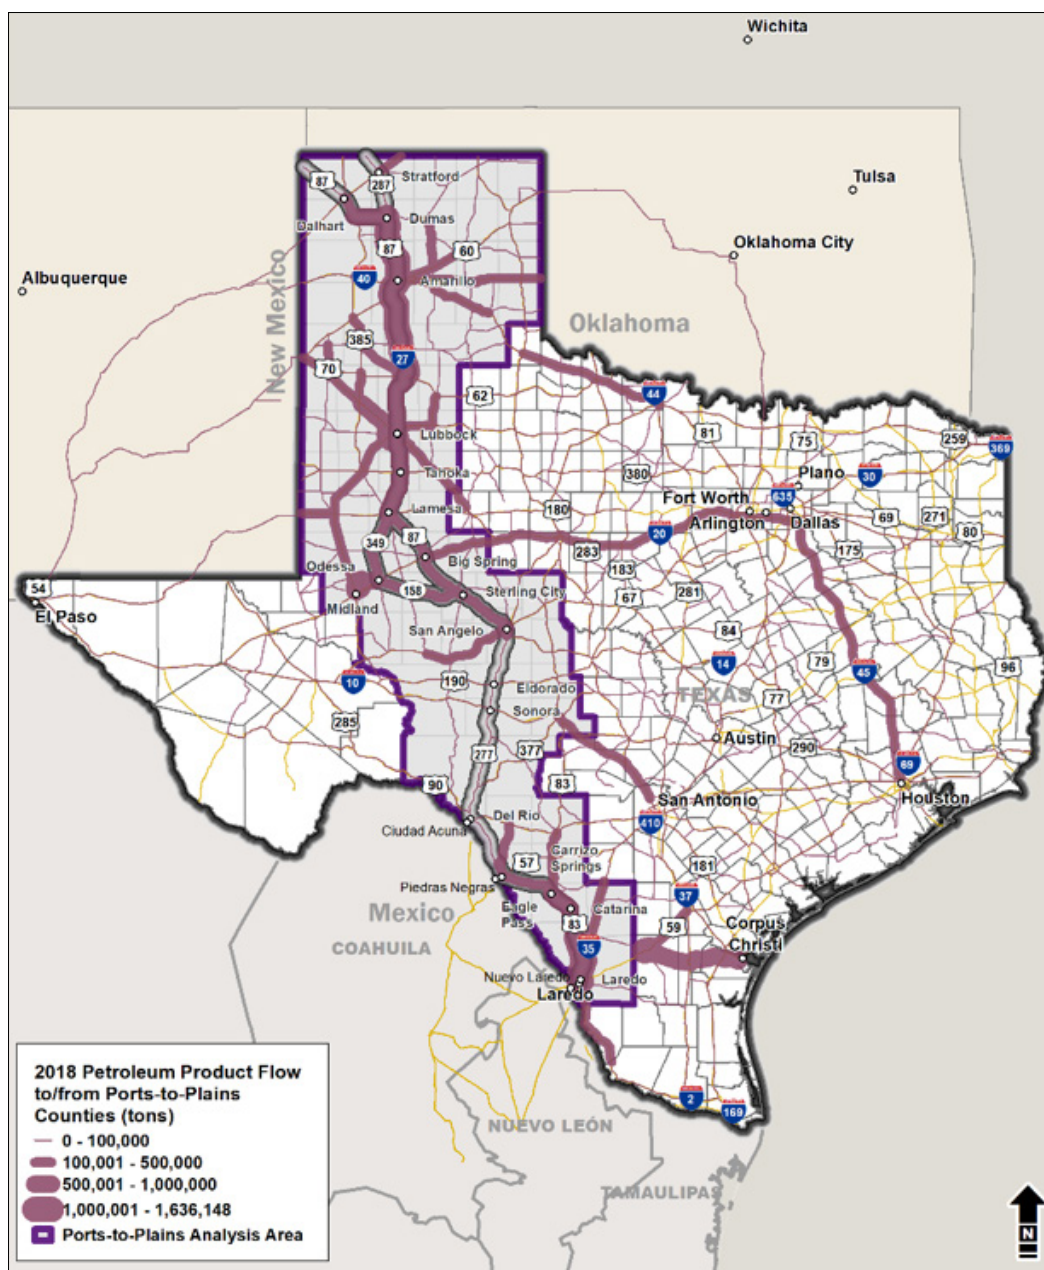 Wichita
Tulsa
Oklahoma City
Albuquerque
New Mexico
Oklahoma
87
287
Stratford
Dalhart
Dumas
87
60
40
Amarillo
385
27
70
62
44
Lubbock
81
75
259
369
Tahoka
380
Plano
30
Lamesa
180
Fort Worth
635
Arlington
Dallas
69
271
80
349
87
20
283
175
Odessa
Big Spring
183
54
El Paso
158
Sterling City
67
281
Midland
San Angelo
84
14
79
45
96
10
190
Eldorado
TEXAS
77
285
Sonora
Austin
290
277
377
69
90
83
San Antonio
Houston
Ciudad Acuna
Del Rio
410
57
Carrizo
Springs
181
Piedras Negras
37
Mexico
Eagle
Pass
Catarina
59
Corpus
Christi
83
COAHUILA
35
Nuevo Laredo
Laredo
Laredo
2018 Petroleum Product Flow
to/from Ports-to-Plains
Counties (tons)
0 - 100,000
100,001 - 500,000
500,001 - 1,000,000
1,000,001 - 1,636,148
Ports-to-Plains Analysis Area
2
169
NUEVO LEÓN
TAMAULIPAS
N